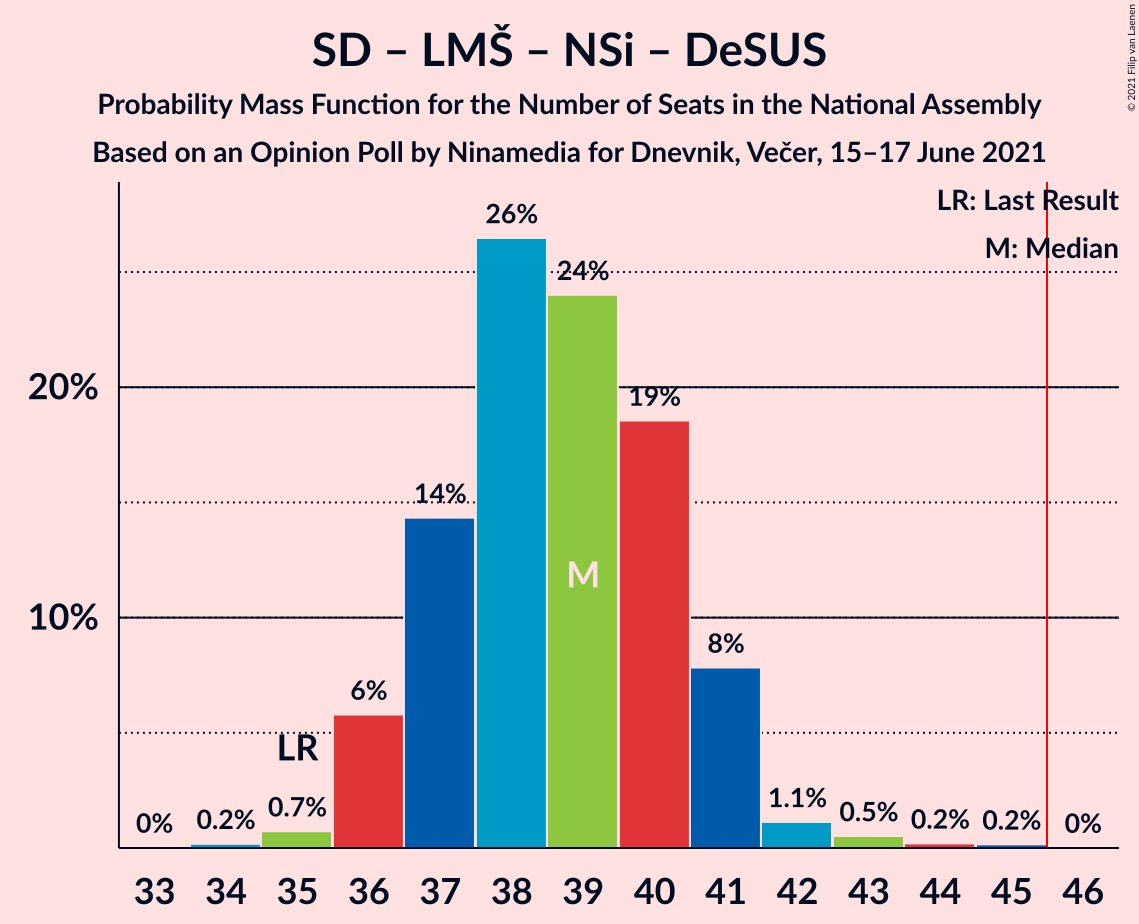 SD – LMŠ – NSi – DeSUS
Probability Mass Function for the Number of Seats in the National Assembly
Based on an Opinion Poll by Ninamedia for Dnevnik, Večer, 15–17 June 2021
© 2021 Filip van Laenen
LR: Last Result
M: Median
26%
24%
20%
19%
14%
M
10%
8%
6%
LR
0% 0.2% 0.7% 1.1% 0.5% 0.2% 0.2% 0%
33 34 35 36 37 38 39 40 41 42 43 44 45 46